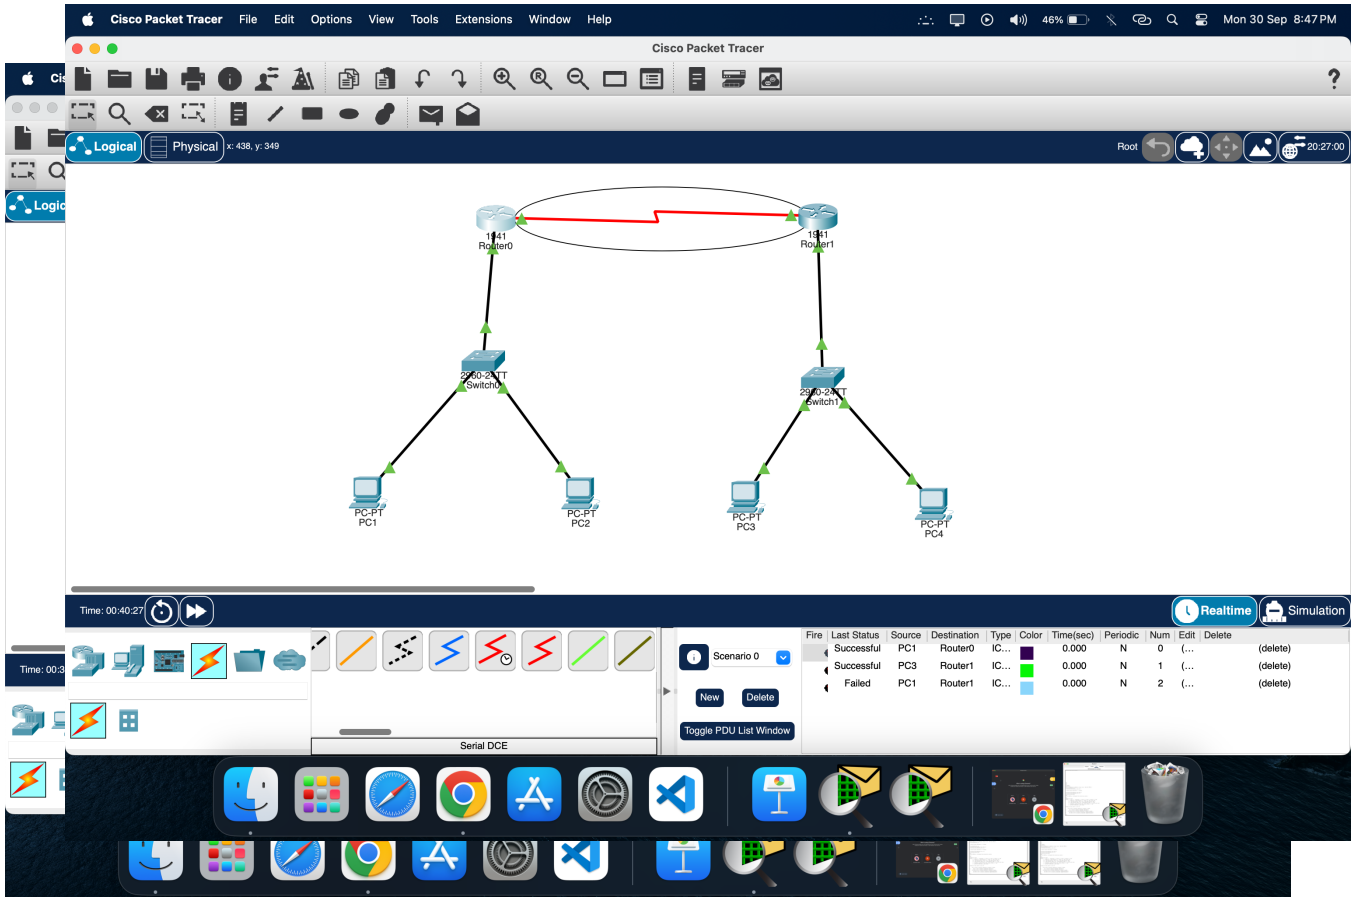 Cisco Packet Tracer File Edit Options View Tools Extensions Window Help 46% Mon 30 Sep 8:47 PM
Cisco Packet Tracer
Logical Physical x: 438, y: 349 Root 20:27:00
1941
Router0
1941
Router1
2960-24TT
Switch0
2960-24TT
Switch1
PC-PT
PC1
PC-PT
PC2
PC-PT
PC3
PC-PT
PC4
Time: 00:40:27 Realtime Simulation
Scenario 0
New Delete
Toggle PDU List Window
Serial DCE
Fire Last Status Source Destination Type Color Time(sec) Periodic Num Edit Delete
Successful PC1 Router0 IC... 0.000 N 0 (... (delete)
Successful PC3 Router1 IC... 0.000 N 1 (... (delete)
Failed PC1 Router1 IC... 0.000 N 2 (... (delete)
Cis
Logic
Time: 00:3